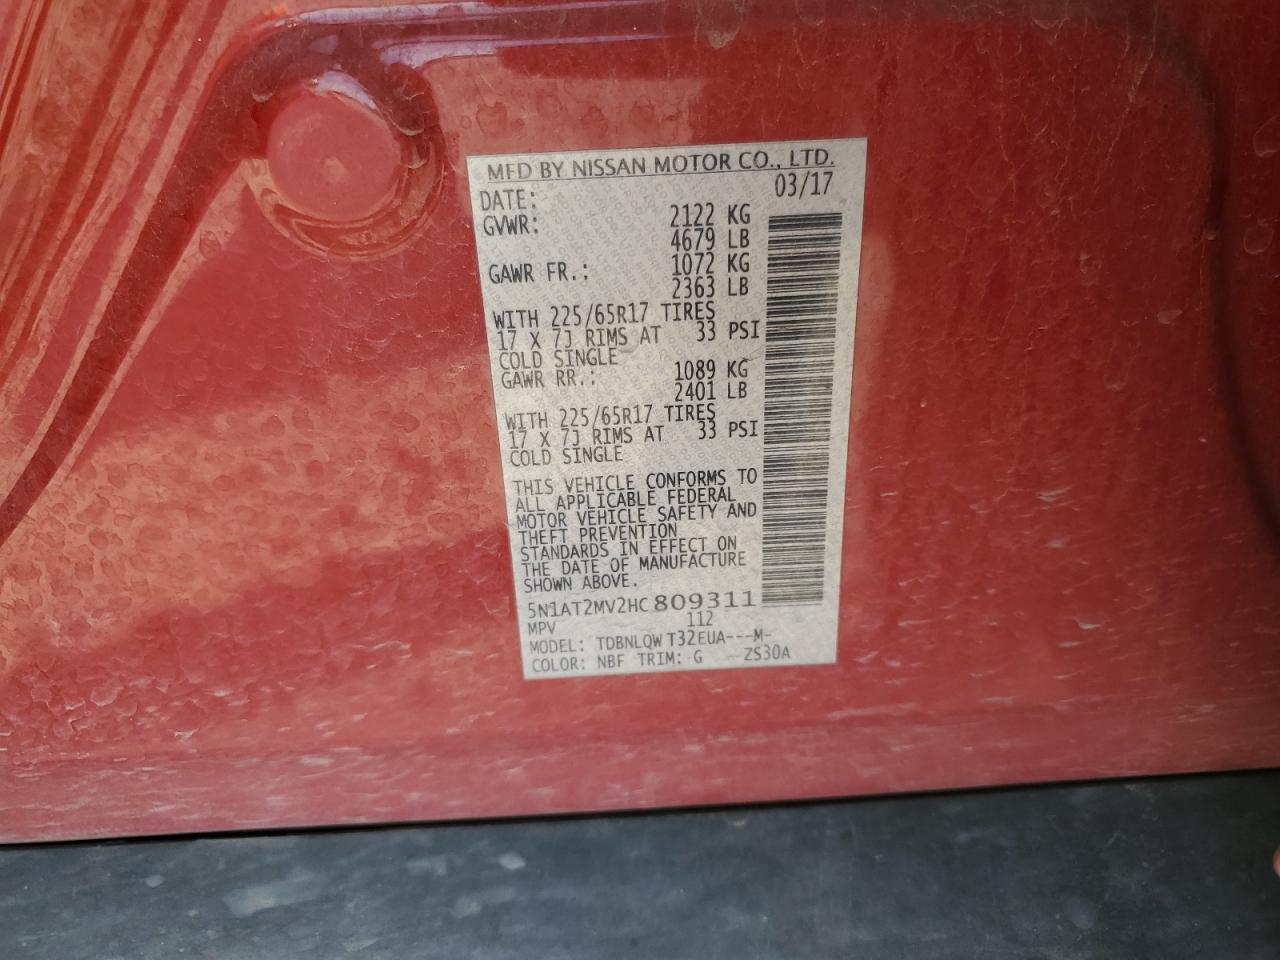 MFD BY NISSAN MOTOR CO., LTD.
DATE: 03/17
GVWR: 2122 KG
4679 LB
GAWR FR.: 1072 KG
2363 LB
WITH 225/65R17 TIRES
17 X 7J RIMS AT 33 PSI
COLD SINGLE
GAWR RR.: 1089 KG
2401 LB
WITH 225/65R17 TIRES
17 X 7J RIMS AT 33 PSI
COLD SINGLE
THIS VEHICLE CONFORMS TO
ALL APPLICABLE FEDERAL
MOTOR VEHICLE SAFETY AND
THEFT PREVENTION
STANDARDS IN EFFECT ON
THE DATE OF MANUFACTURE
SHOWN ABOVE.
5N1AT2MV2HC809311
MPV 112
MODEL: TDBNLQW T32EUA---M-
COLOR: NBF TRIM: G ZS30A